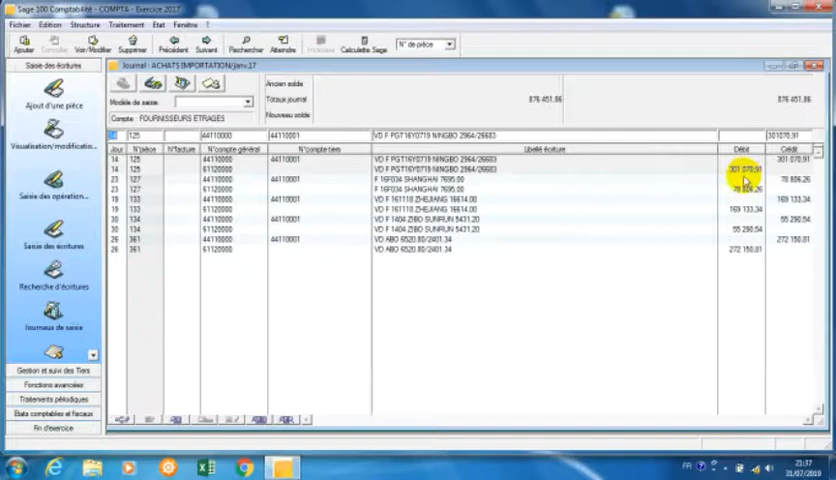 Sage 100 Comptabilité - COMPTA - Exercice 2017
Fichier Edition Structure Traitement Etat Fenêtre ?
Ajouter Consulter Voir/Modifier Supprimer Précédent Suivant Rechercher Atteindre Calculette Sage N° de pièce
Saisie des écritures
Ajout d'une pièce
Visualisation/modificatio...
Saisie des opération...
Saisie des écritures
Recherche d'écritures
Journaux de saisie
Gestion et suivi des Tiers
Fonctions avancées
Traitements périodiques
Etats comptables et fiscaux
Fin d'exercice
Journal : ACHATS IMPORTATION/janv.17
Modèle de saisie
Compte : FOURNISSEURS ETRAGES
Ancien solde
Totaux journal 876 451,86 876 451,86
Nouveau solde
14 125 44110000 44110001 VD F PGT16Y0719 NINGBO 2964/26683 301070,91
Jour N°pièce N°facture N°compte général N°compte tiers Libellé écriture Débit Crédit
14 125 44110000 44110001 VD F PGT16Y0719 NINGBO 2964/26683 301 070,91
14 125 61120000 VD F PGT16Y0719 NINGBO 2964/26683 301 070,91
23 127 44110000 44110001 F 16F034 SHANGHAI 7695.00 78 806,26
23 127 61120000 F 16F034 SHANGHAI 7695.00 78 806,26
19 133 44110000 44110001 VD F 161118 ZHEJIANG 16614.00 169 133,34
19 133 61120000 VD F 161118 ZHEJIANG 16614.00 169 133,34
30 134 44110000 44110001 VD F 1404 ZIBO SUNRUN 5431.20 55 290,54
30 134 61120000 VD F 1404 ZIBO SUNRUN 5431.20 55 290,54
26 361 44110000 44110001 VD ABO 6520.80/2401.34 272 150,81
26 361 61120000 VD ABO 6520.80/2401.34 272 150,81
FR
21:37
31/07/2019